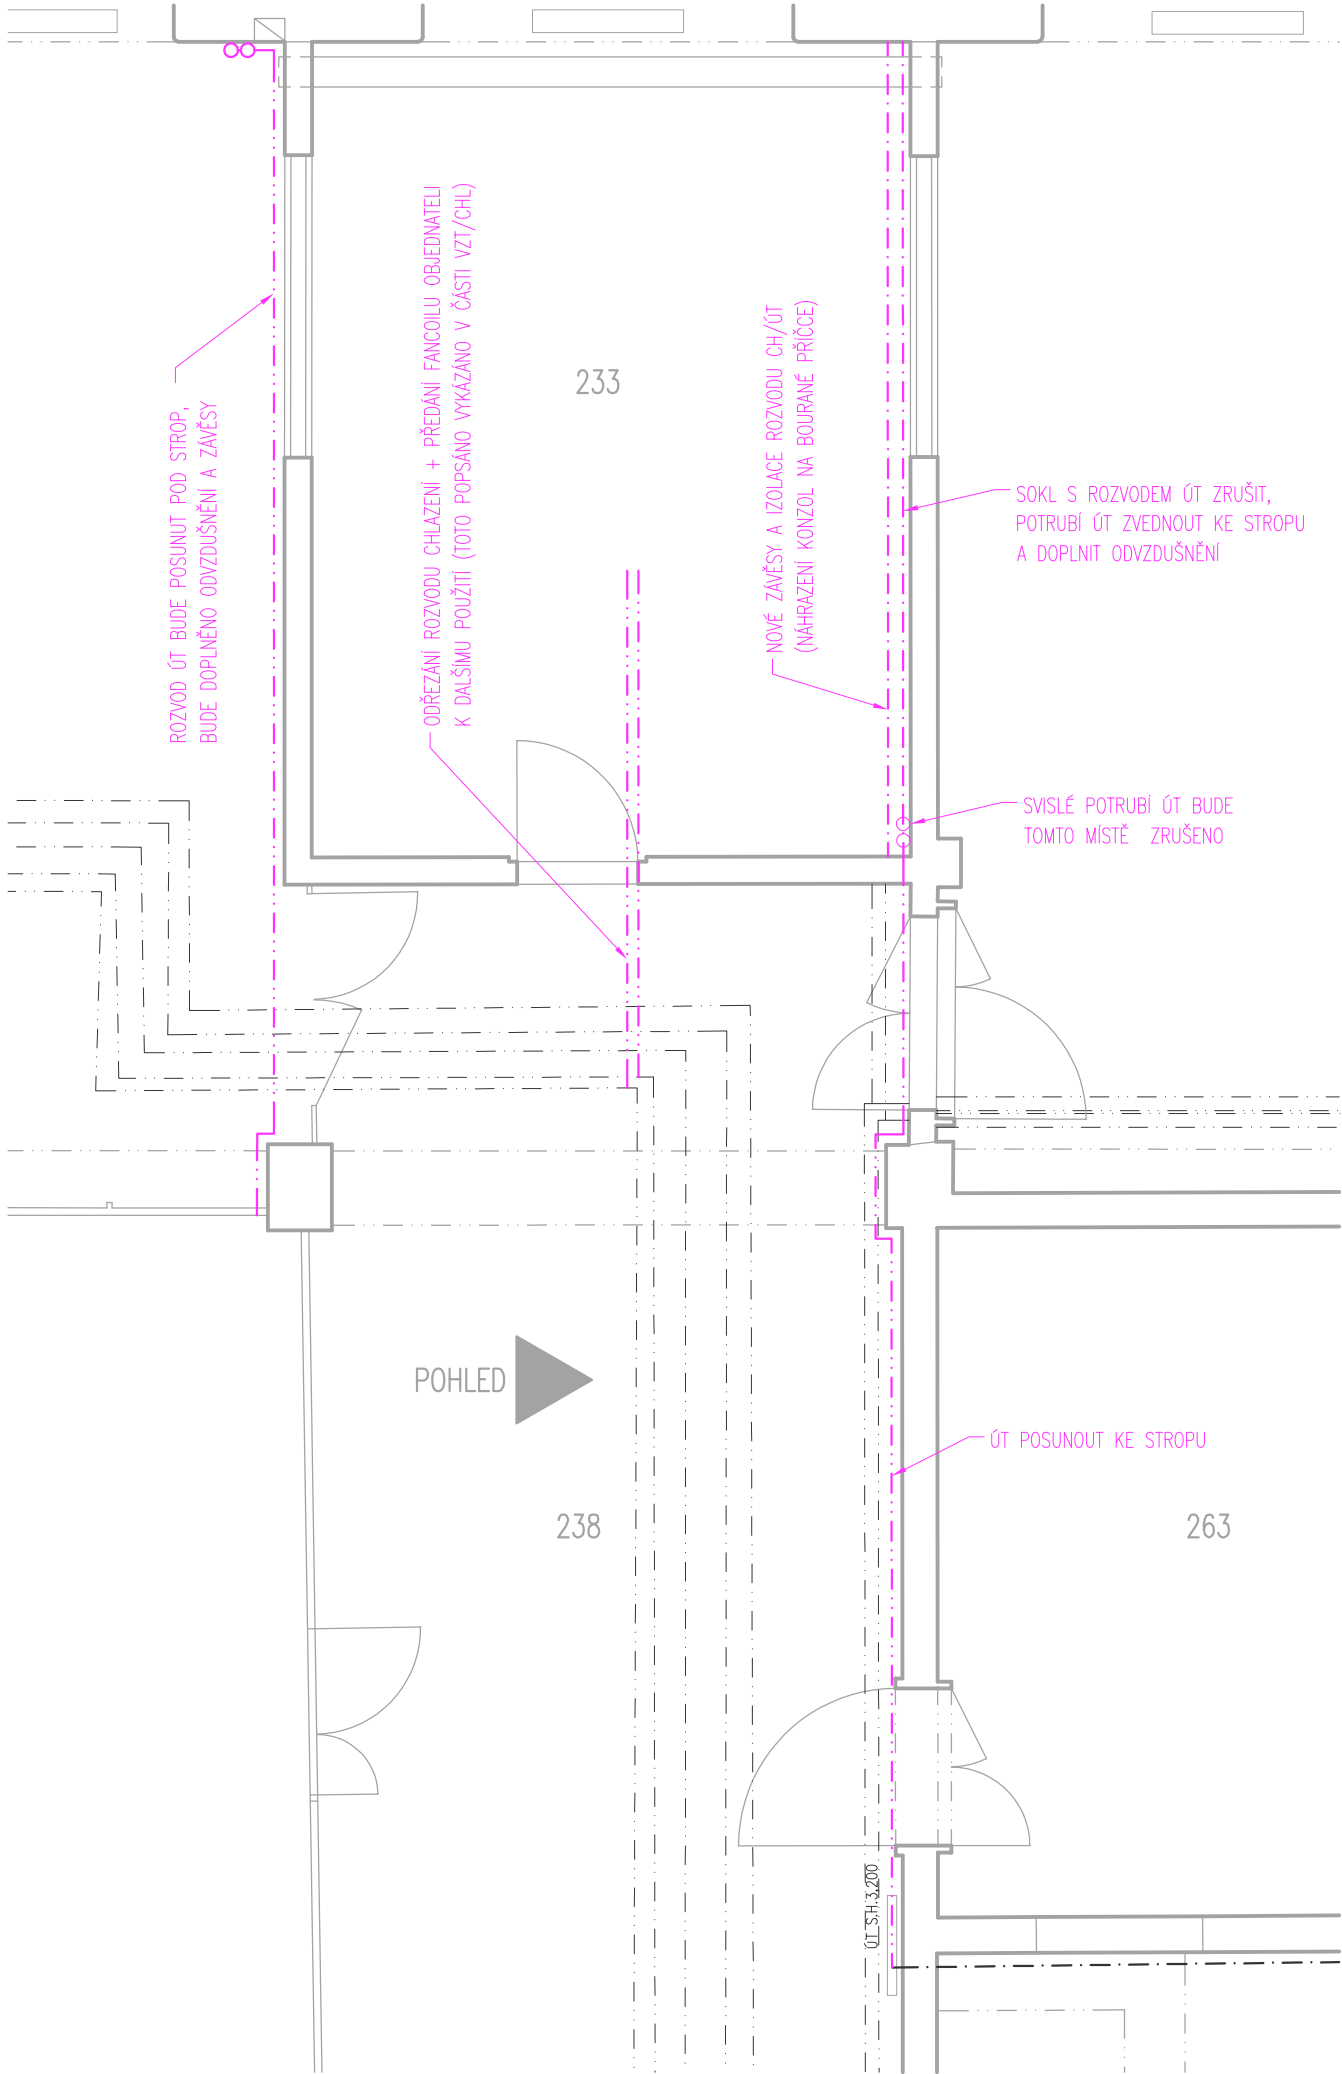 ROZVOD ÚT BUDE POSUNUT POD STROP,
BUDE DOPLNĚNO ODVZDUŠNĚNÍ A ZÁVĚSY
ODŘEZÁNÍ ROZVODU CHLAZENÍ + PŘEDÁNÍ FANCOILU OBJEDNATELI
K DALŠÍMU POUŽITÍ (TOTO POPSÁNO VYKÁZÁNO V ČÁSTI VZT/CHL)
233
NOVÉ ZÁVĚSY A IZOLACE ROZVODU CH/ÚT
(NÁHRAZENÍ KONZOL NA BOURANÉ PŘÍČCE)
SOKL S ROZVODEM ÚT ZRUŠIT,
POTRUBÍ ÚT ZVEDNOUT KE STROPU
A DOPLNIT ODVZDUŠNĚNÍ
SVISLÉ POTRUBÍ ÚT BUDE
TOMTO MÍSTĚ ZRUŠENO
POHLED
ÚT POSUNOUT KE STROPU
238
263
ÚT S.H.3,200